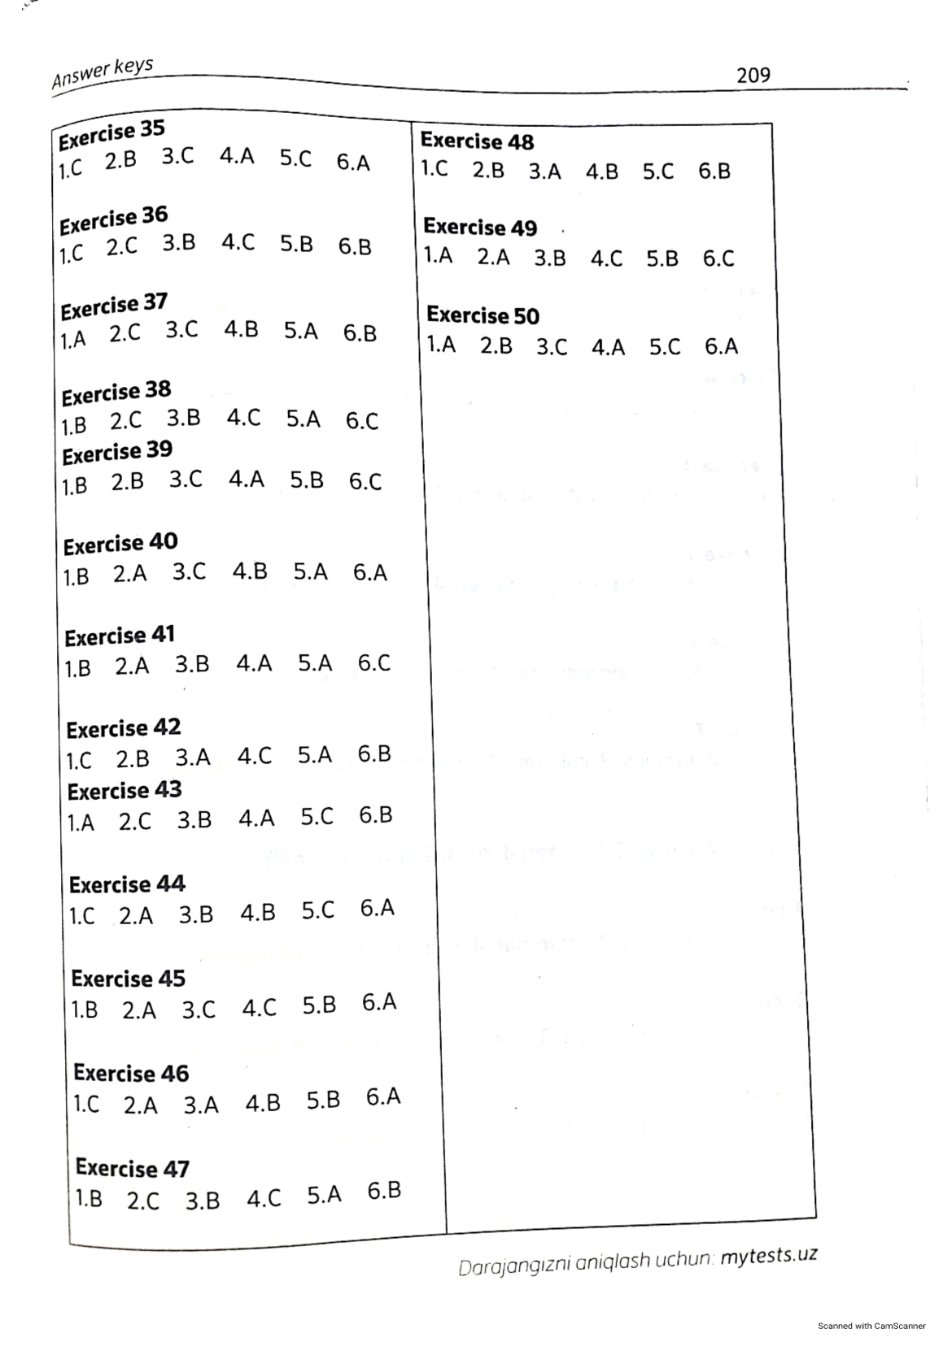 Answer keys
209
Exercise 35
1.C 2.B 3.C 4.A 5.C 6.A
Exercise 36
1.C 2.C 3.B 4.C 5.B 6.B
Exercise 37
1.A 2.C 3.C 4.B 5.A 6.B
Exercise 38
1.B 2.C 3.B 4.C 5.A 6.C
Exercise 39
1.B 2.B 3.C 4.A 5.B 6.C
Exercise 40
1.B 2.A 3.C 4.B 5.A 6.A
Exercise 41
1.B 2.A 3.B 4.A 5.A 6.C
Exercise 42
1.C 2.B 3.A 4.C 5.A 6.B
Exercise 43
1.A 2.C 3.B 4.A 5.C 6.B
Exercise 44
1.C 2.A 3.B 4.B 5.C 6.A
Exercise 45
1.B 2.A 3.C 4.C 5.B 6.A
Exercise 46
1.C 2.A 3.A 4.B 5.B 6.A
Exercise 47
1.B 2.C 3.B 4.C 5.A 6.B
Exercise 48
1.C 2.B 3.A 4.B 5.C 6.B
Exercise 49
1.A 2.A 3.B 4.C 5.B 6.C
Exercise 50
1.A 2.B 3.C 4.A 5.C 6.A
Darajangizni aniqlash uchun: mytests.uz
Scanned with CamScanner